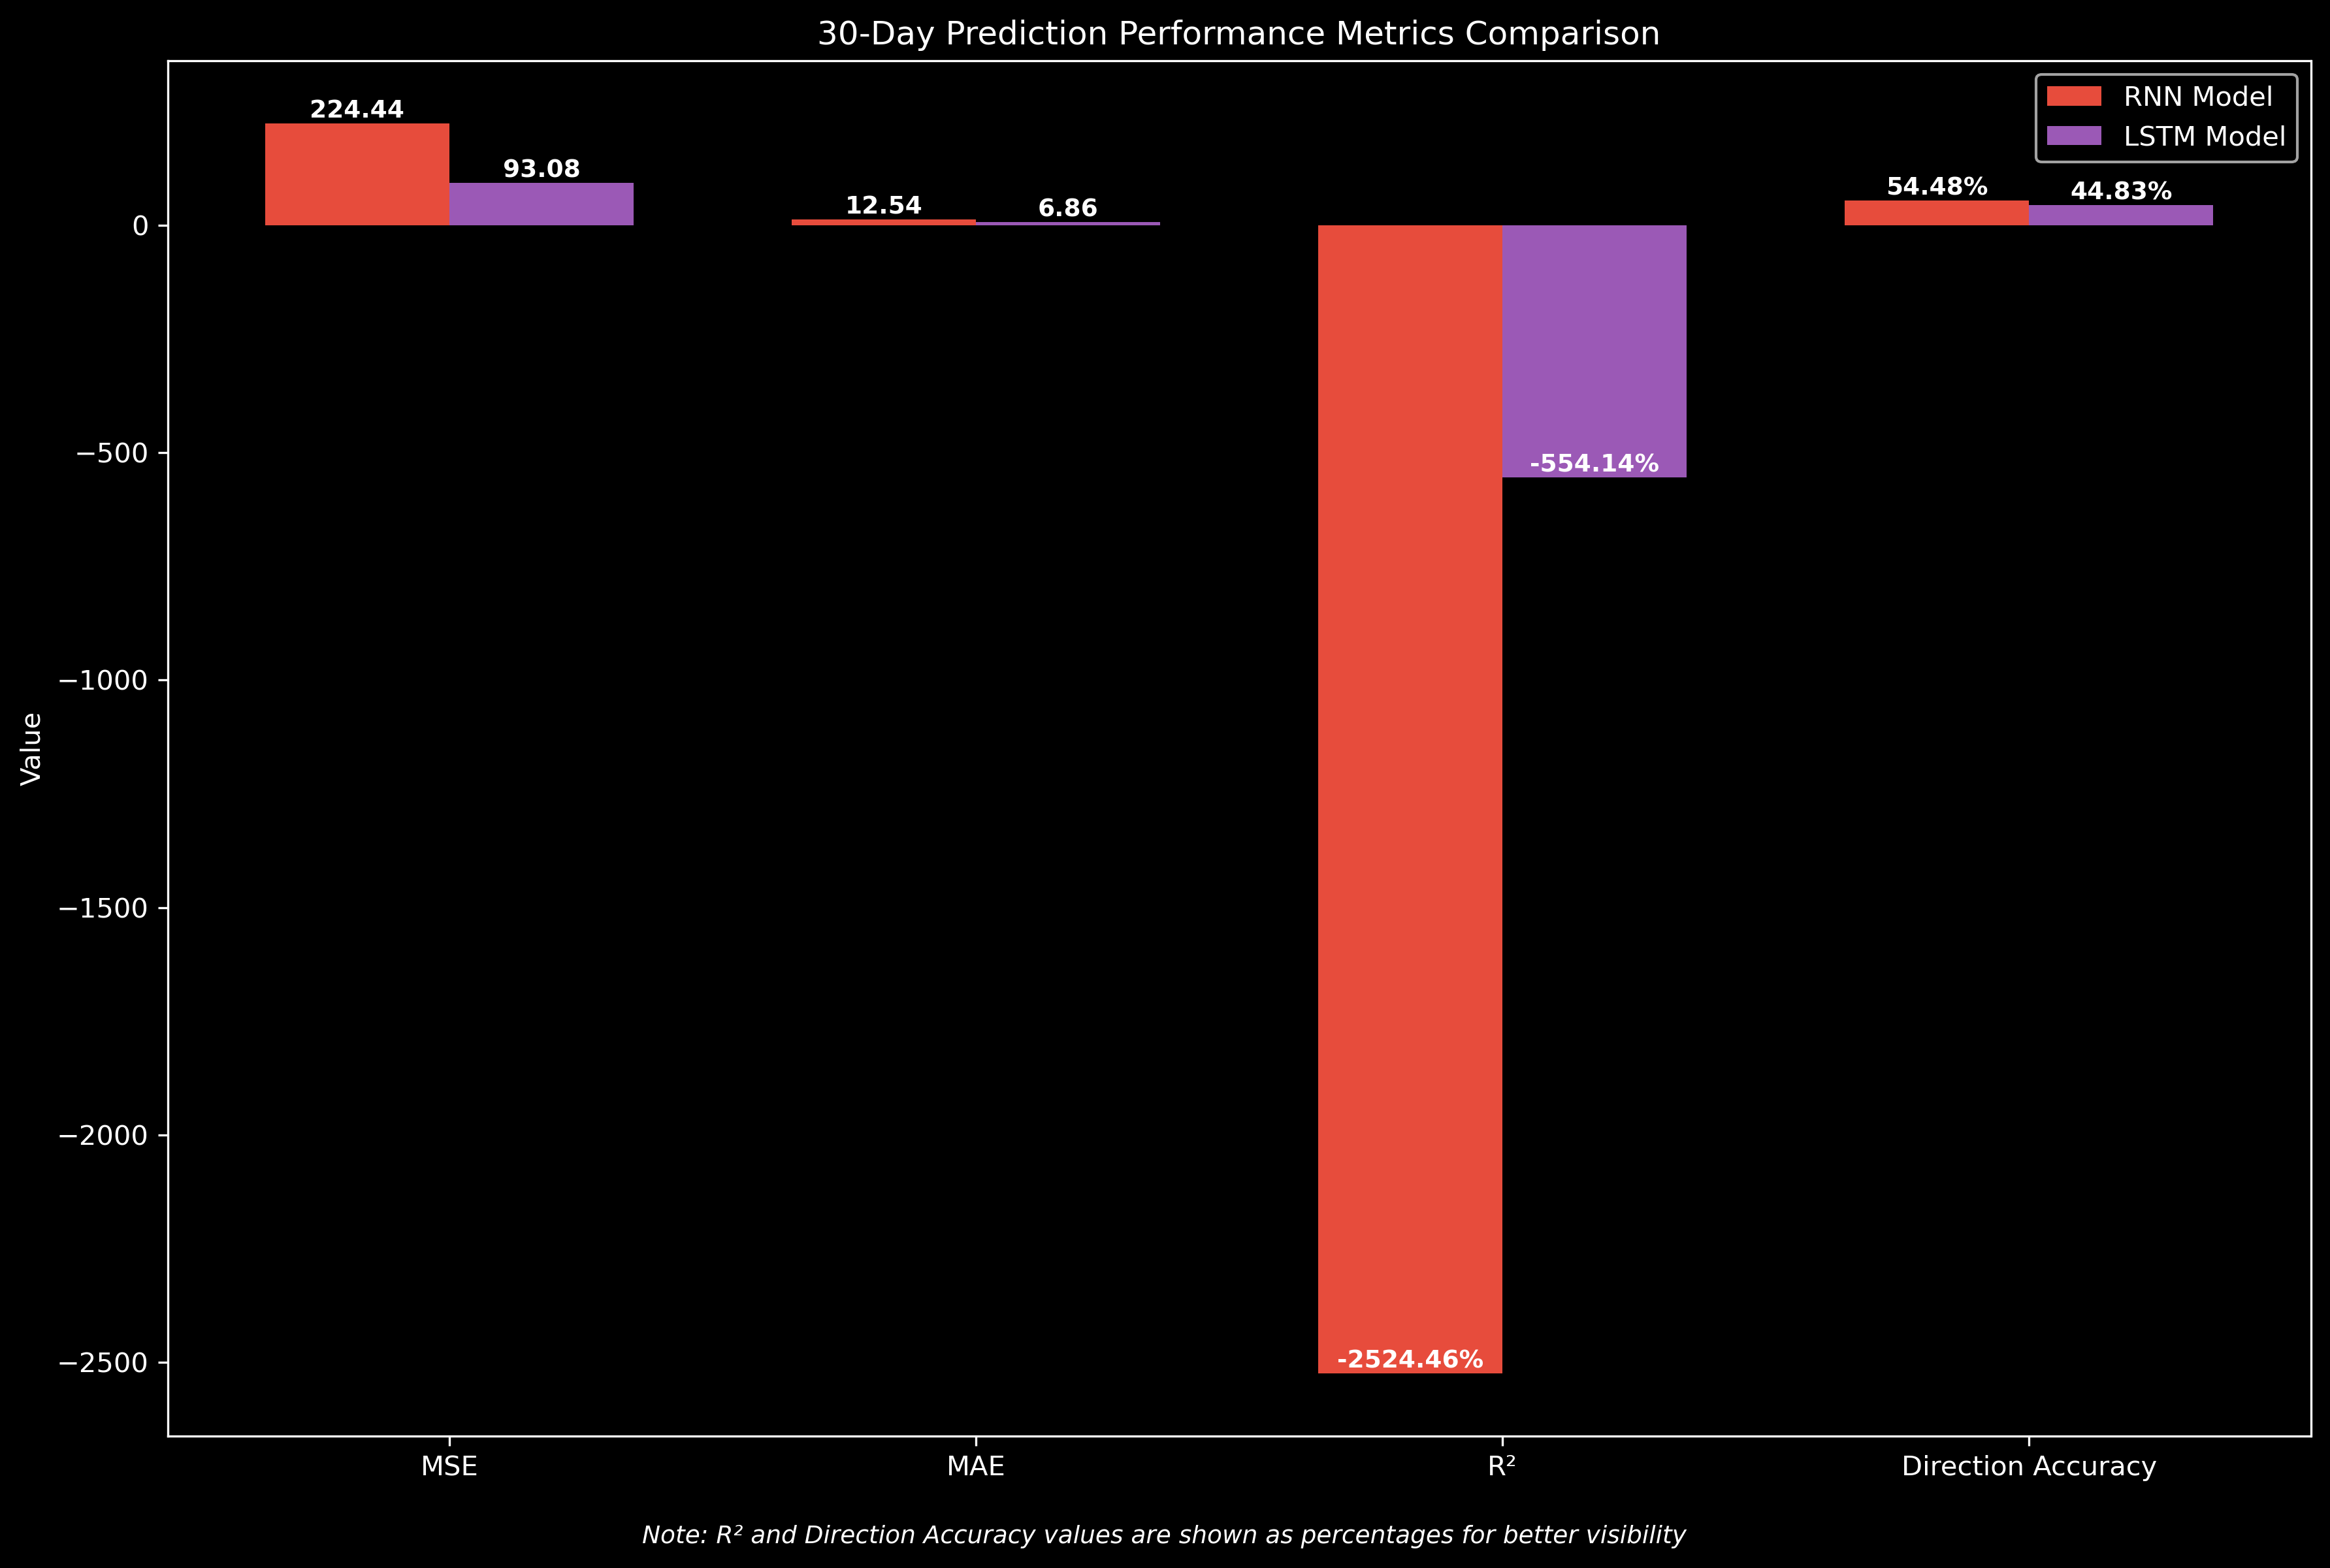 30-Day Prediction Performance Metrics Comparison
RNN Model
LSTM Model
224.44
93.08
12.54
6.86
54.48%
44.83%
-554.14%
-2524.46%
0
−500
−1000
−1500
−2000
−2500
Value
MSE
MAE
R²
Direction Accuracy
Note: R² and Direction Accuracy values are shown as percentages for better visibility